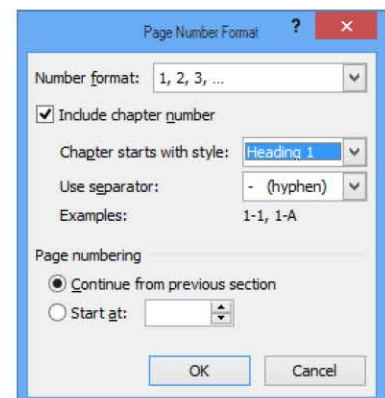 Page Number Format ?
Number format: 1, 2, 3, ...
Include chapter number
Chapter starts with style: Heading 1
Use separator: - (hyphen)
Examples: 1-1, 1-A
Page numbering
Continue from previous section
Start at:
OK Cancel